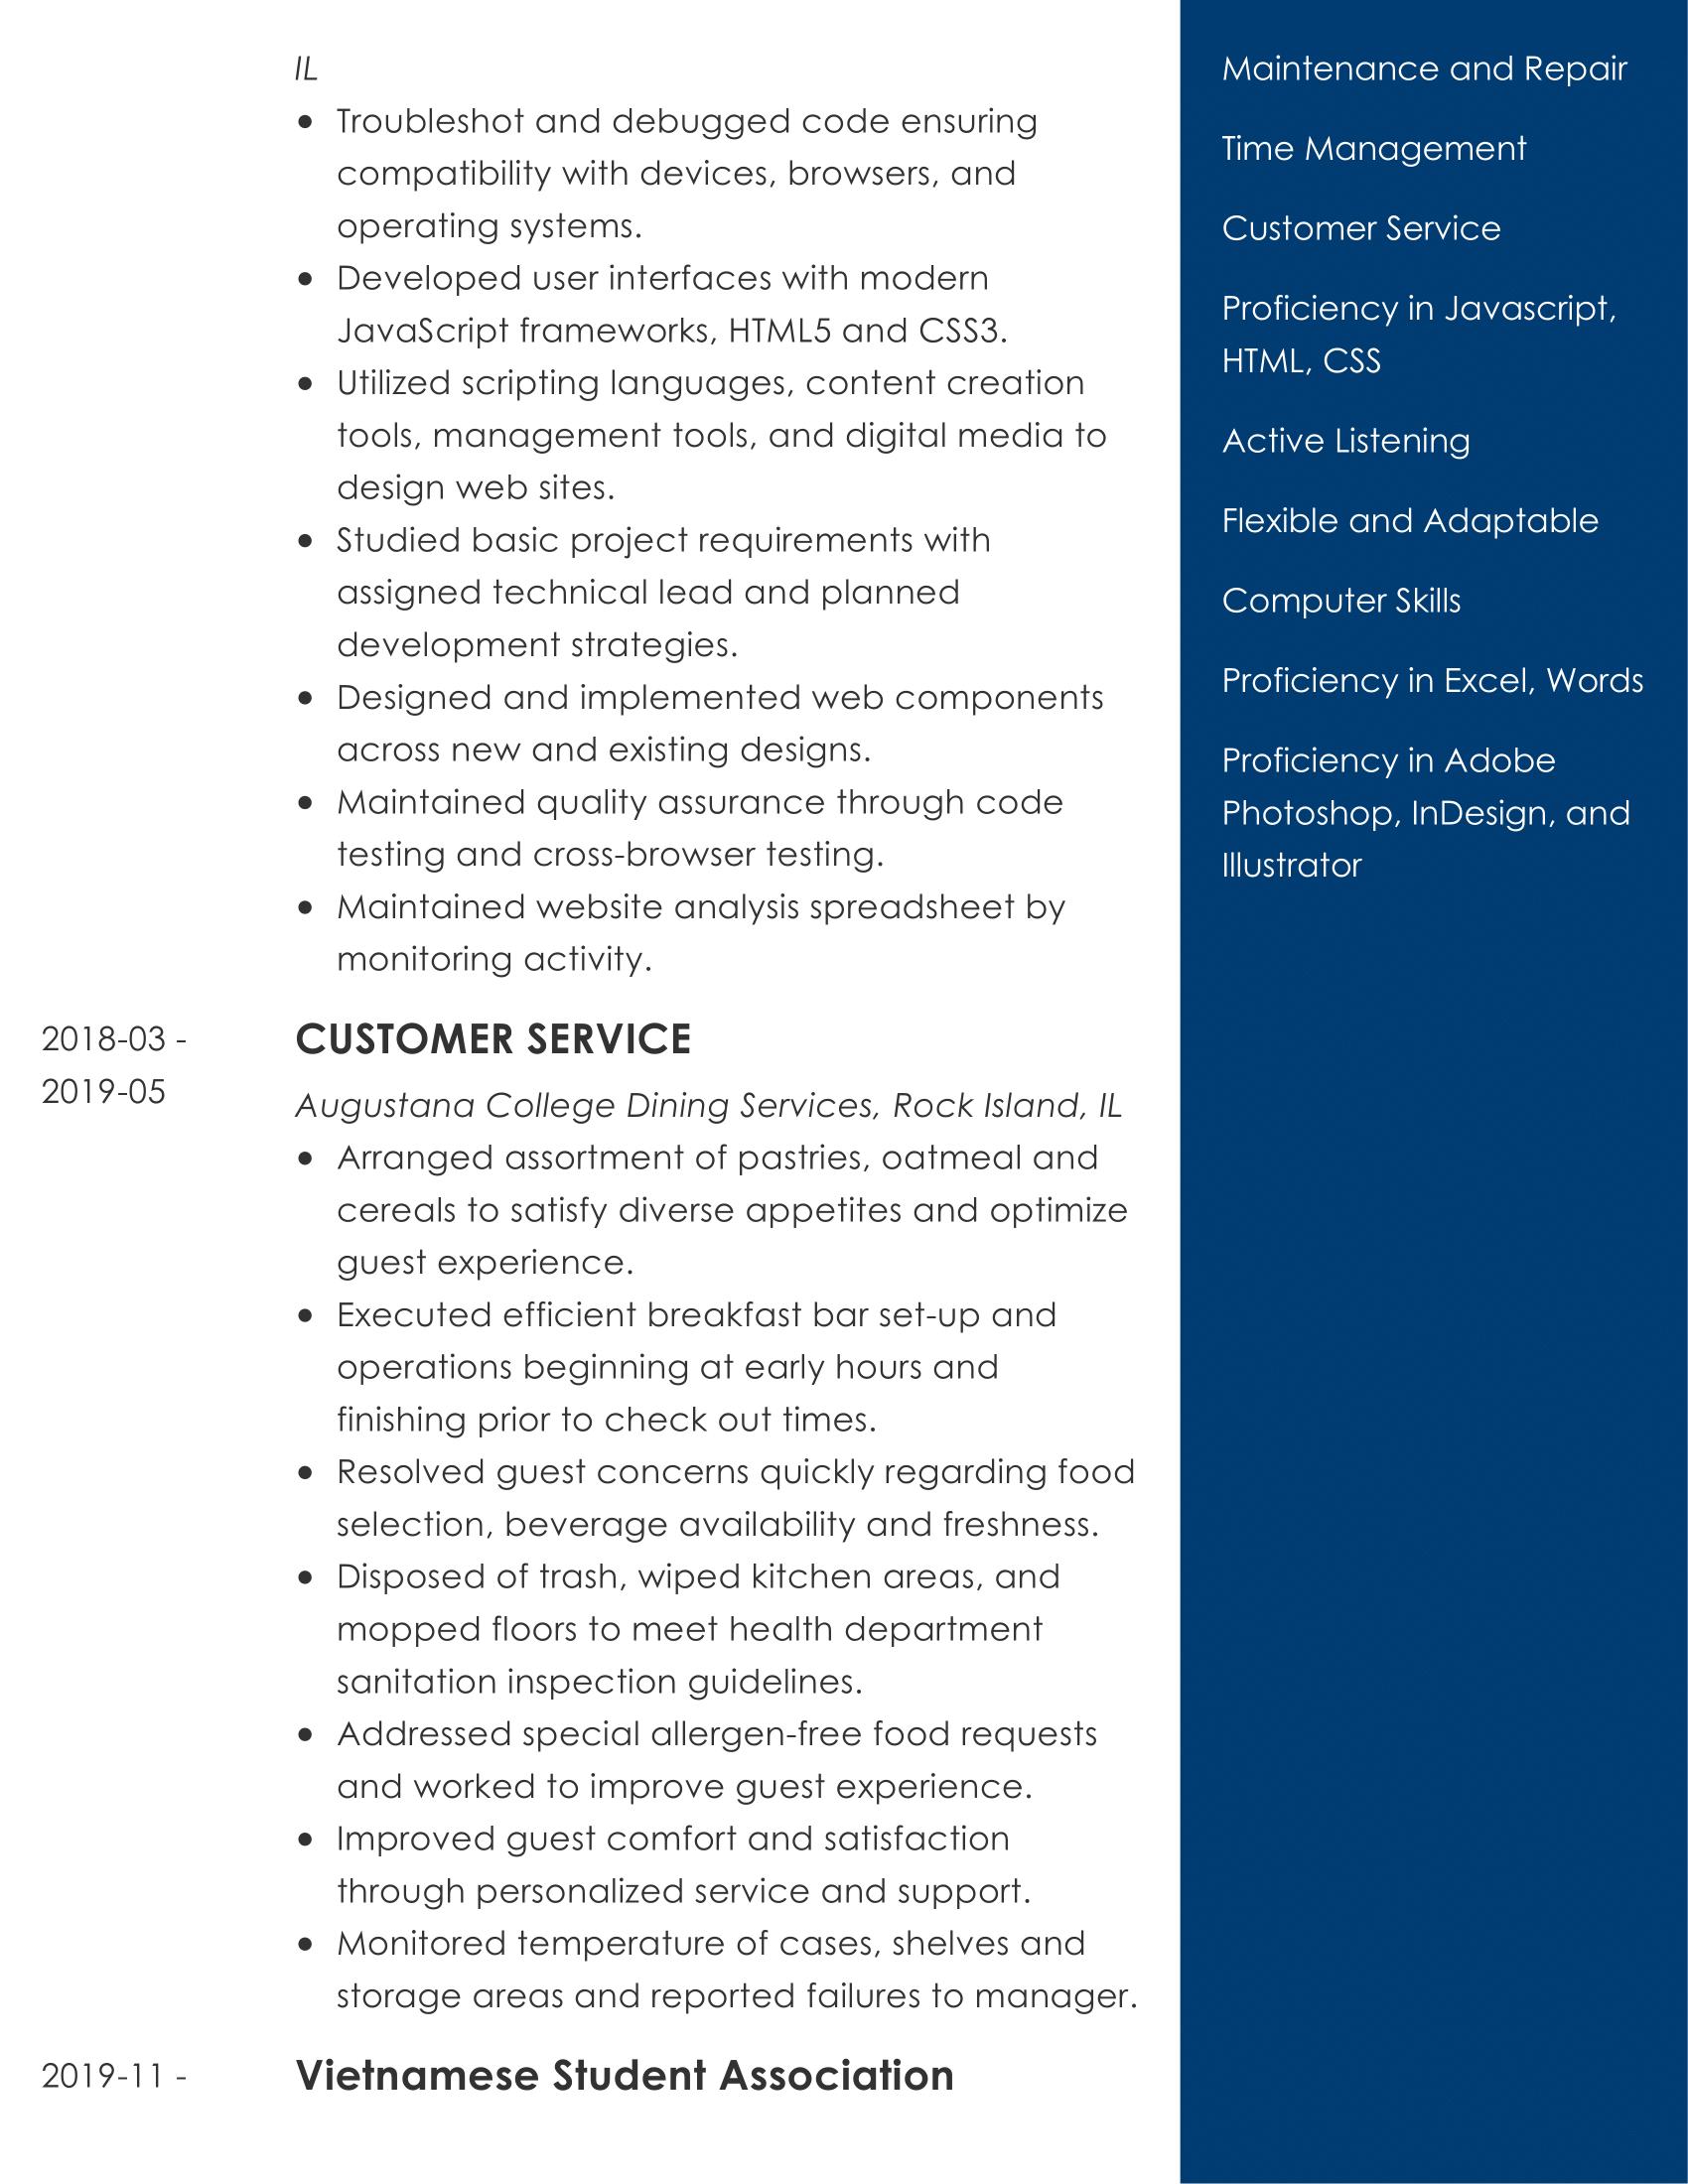 IL
• Troubleshot and debugged code ensuring
compatibility with devices, browsers, and
operating systems.
• Developed user interfaces with modern
JavaScript frameworks, HTML5 and CSS3.
• Utilized scripting languages, content creation
tools, management tools, and digital media to
design web sites.
• Studied basic project requirements with
assigned technical lead and planned
development strategies.
• Designed and implemented web components
across new and existing designs.
• Maintained quality assurance through code
testing and cross-browser testing.
• Maintained website analysis spreadsheet by
monitoring activity.
2018-03 -
2019-05
CUSTOMER SERVICE
Augustana College Dining Services, Rock Island, IL
• Arranged assortment of pastries, oatmeal and
cereals to satisfy diverse appetites and optimize
guest experience.
• Executed efficient breakfast bar set-up and
operations beginning at early hours and
finishing prior to check out times.
• Resolved guest concerns quickly regarding food
selection, beverage availability and freshness.
• Disposed of trash, wiped kitchen areas, and
mopped floors to meet health department
sanitation inspection guidelines.
• Addressed special allergen-free food requests
and worked to improve guest experience.
• Improved guest comfort and satisfaction
through personalized service and support.
• Monitored temperature of cases, shelves and
storage areas and reported failures to manager.
2019-11 -
Vietnamese Student Association
Maintenance and Repair
Time Management
Customer Service
Proficiency in Javascript,
HTML, CSS
Active Listening
Flexible and Adaptable
Computer Skills
Proficiency in Excel, Words
Proficiency in Adobe
Photoshop, InDesign, and
Illustrator